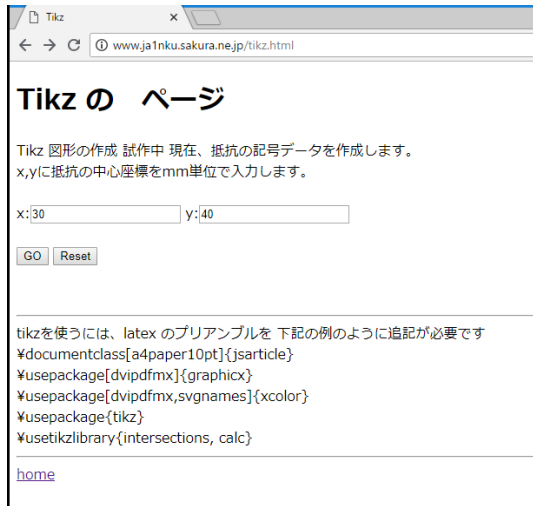 Tikz
www.ja1nku.sakura.ne.jp/tikz.html
Tikz の　ページ
Tikz 図形の作成 試作中 現在、抵抗の記号データを作成します。
x,yに抵抗の中心座標をmm単位で入力します。
x:30 y:40
GO Reset
tikzを使うには、latex のプリアンブルを 下記の例のように追記が必要です
¥documentclass[a4paper10pt]{jsarticle}
¥usepackage[dvipdfmx]{graphicx}
¥usepackage[dvipdfmx,svgnames]{xcolor}
¥usepackage{tikz}
¥usetikzlibrary{intersections, calc}
home